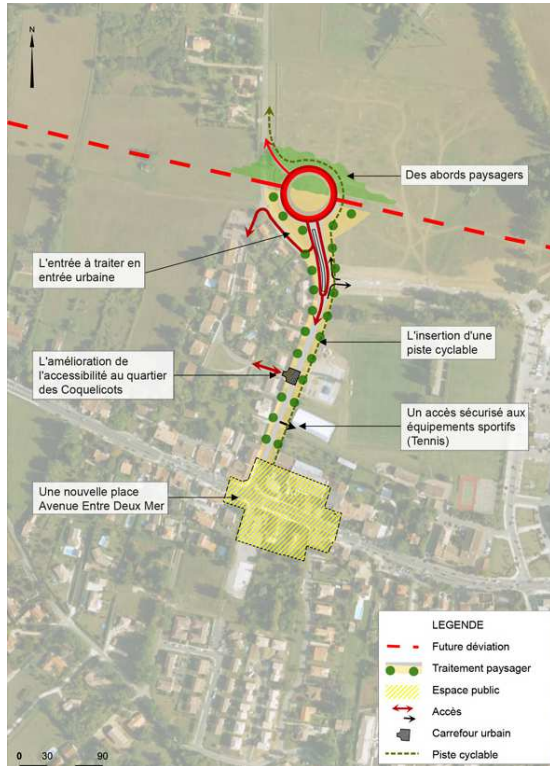 N
Des abords paysagers
L'entrée à traiter en
entrée urbaine
L'insertion d'une
piste cyclable
L'amélioration de
l'accessibilité au quartier
des Coquelicots
Un accès sécurisé aux
équipements sportifs
(Tennis)
Une nouvelle place
Avenue Entre Deux Mer
LEGENDE
Future déviation
Traitement paysager
Espace public
Accès
Carrefour urbain
Piste cyclable
0 30 90